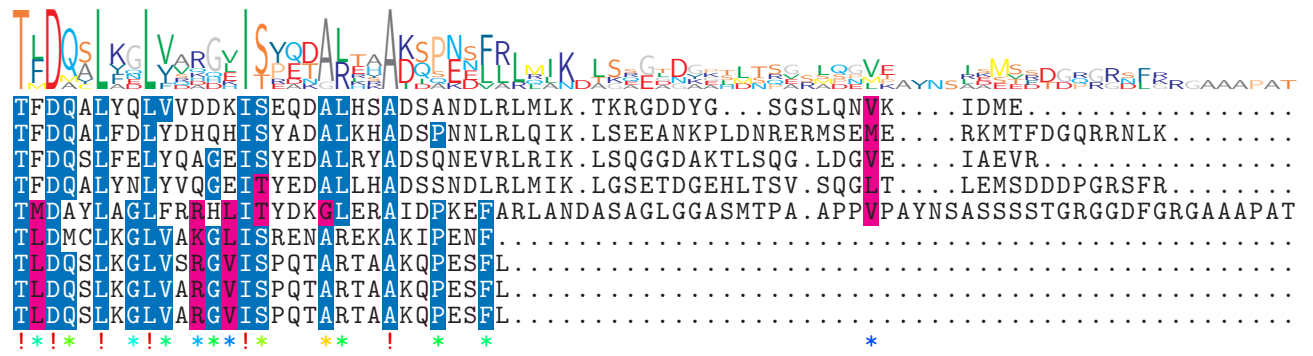 TFDQALYQLVVDDKISEQDALHSADSANDLRLMLK.TKRGDDYG...SGSLQNVK....IDME.................
TFDQALFDLYDHQHISYADALKHADSPNNLRLQIK.LSEEANKPLDNRERMSEME....RKMTFDGQRRNLK........
TFDQSLFELYQAGEISYEDALRYADSQNEVRLRIK.LSQGGDAKTLSQG.LDGVE....IAEVR................
TFDQALYNLYVQGEITYEDALLHADSSNDLRLMIK.LGSETDGEHLTSV.SQGLT....LEMSDDDPGRSFR........
TMDAYLAGLFRRHLITYDKGLERAIDPKEFARLANDASAGLGGASMTPA.APPVPAYNSASSSSTGRGGDFGRGAAAPAT
TLDMCLKGLVAKGLISRENAREKAKIPENF..................................................
TLDQSLKGLVSRGVISPQTARTAAKQPESFL.................................................
TLDQSLKGLVARGVISPQTARTAAKQPESFL.................................................
TLDQSLKGLVARGVISPQTARTAAKQPESFL.................................................
!*!* ! *!* ***!*   **  !  *  *                       *